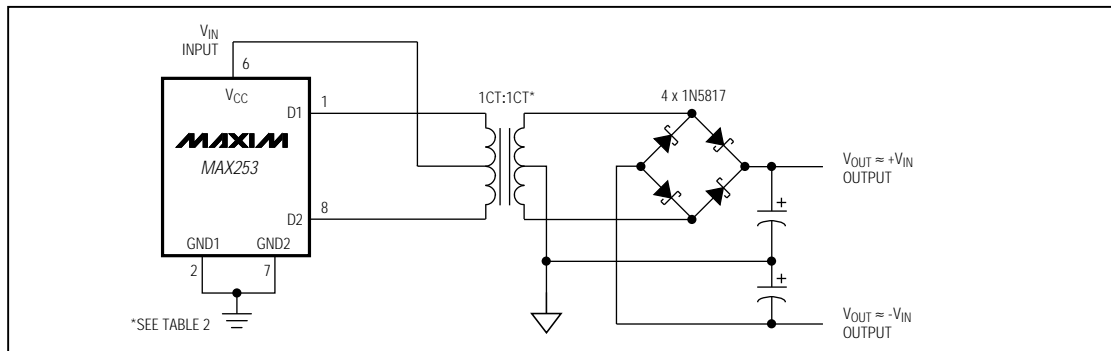 V_IN
INPUT
6
V_CC
D1
1
MAXIM
MAX253
1CT:1CT*
4 x 1N5817
V_OUT ≈ +V_IN
OUTPUT
+
D2
8
GND1
GND2
2
7
+
*SEE TABLE 2
V_OUT ≈ -V_IN
OUTPUT